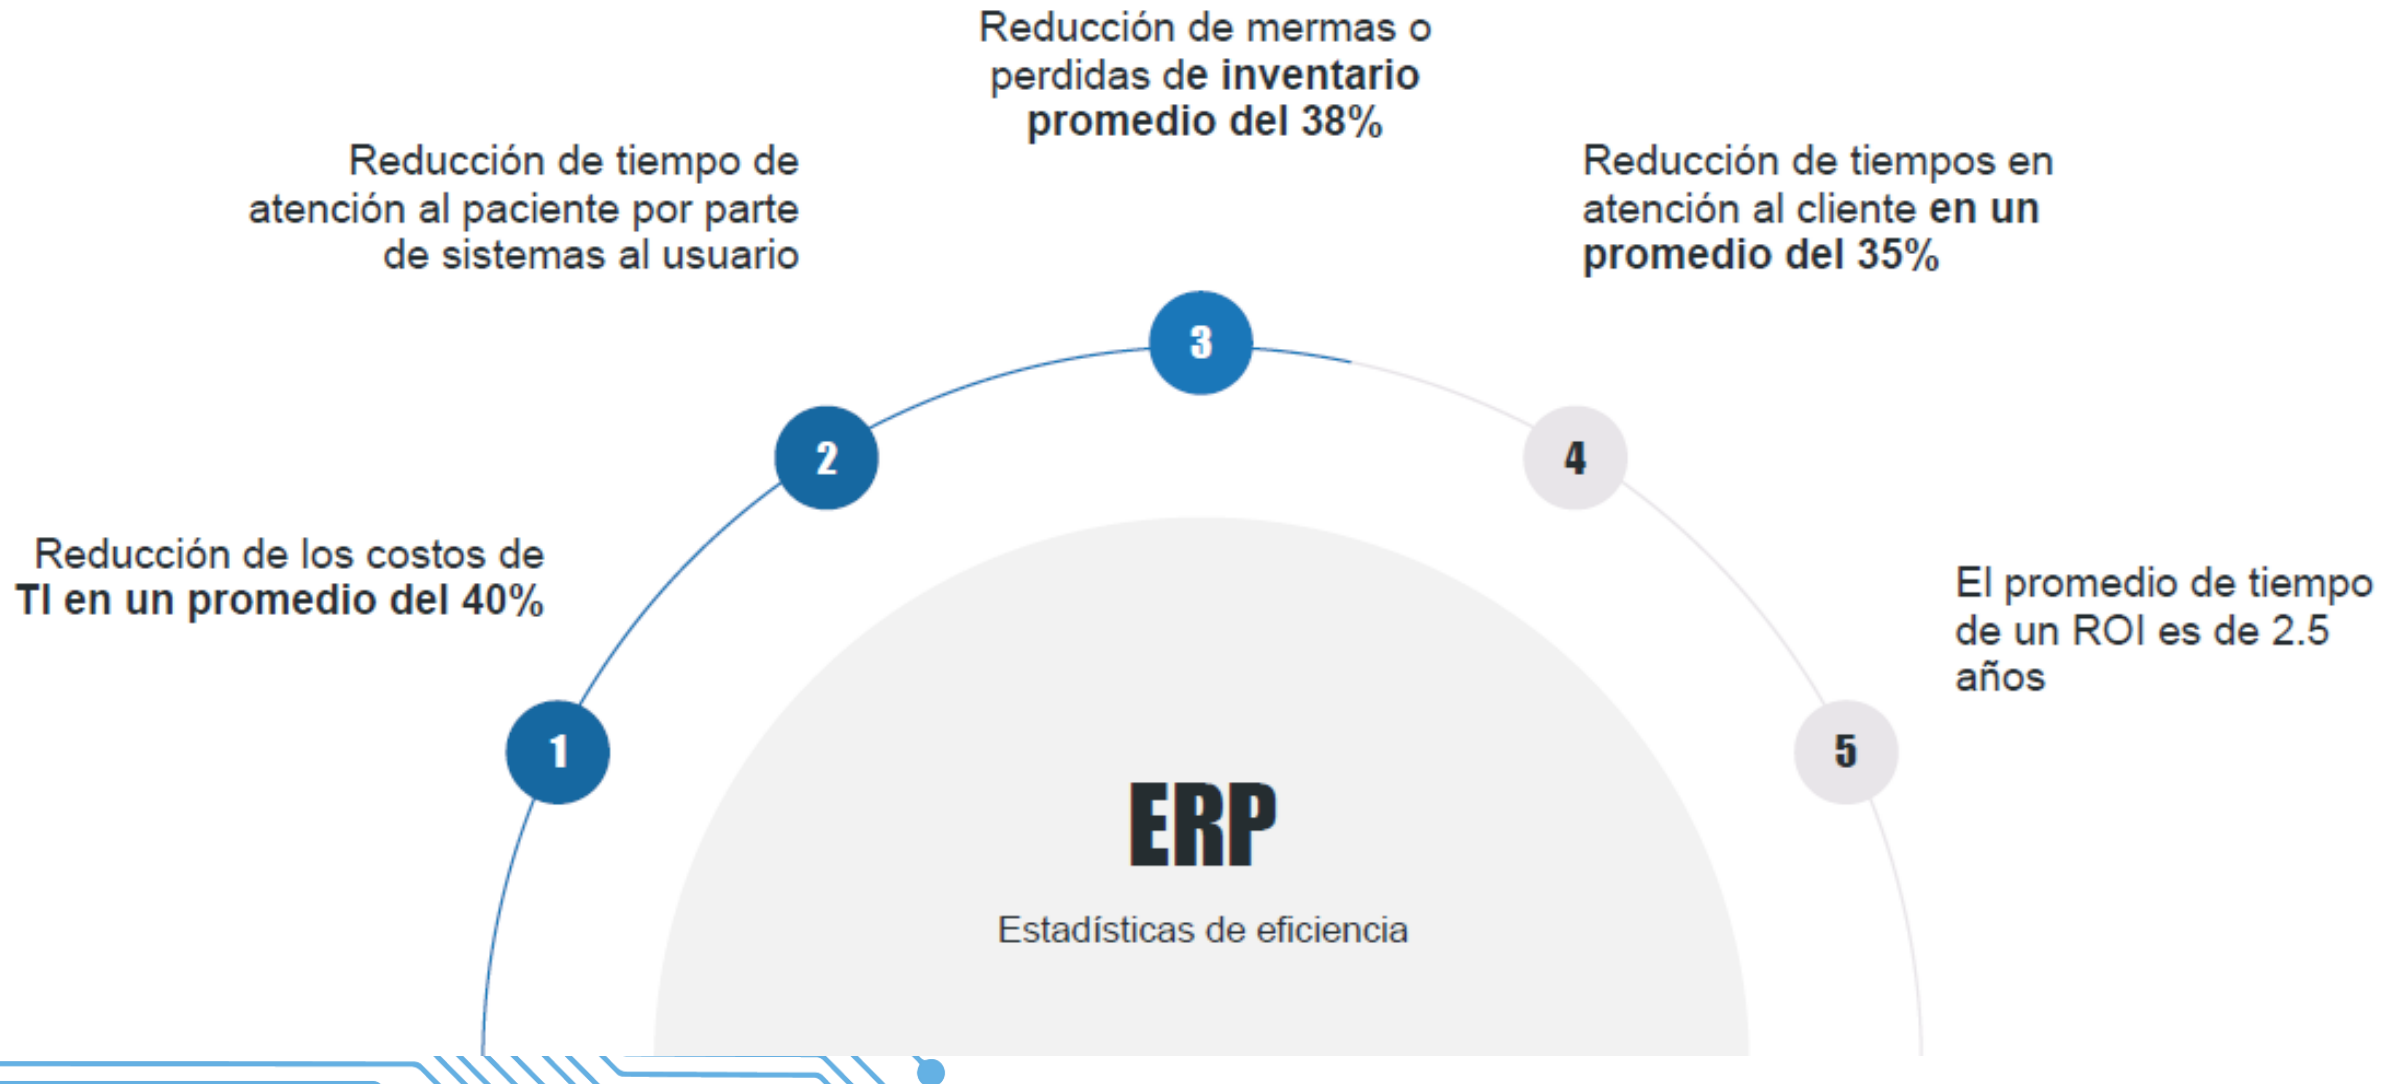 Reducción de mermas o
perdidas de inventario
promedio del 38%
Reducción de tiempo de
atención al paciente por parte
de sistemas al usuario
Reducción de tiempos en
atención al cliente en un
promedio del 35%
3
2
4
Reducción de los costos de
TI en un promedio del 40%
El promedio de tiempo
de un ROI es de 2.5
años
1
5
ERP
Estadísticas de eficiencia